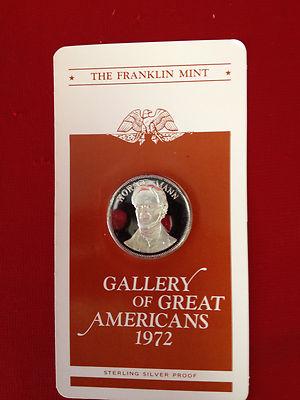 THE FRANKLIN MINT
HORACE MANN
GALLERY
OF GREAT
AMERICANS
1972
STERLING SILVER PROOF